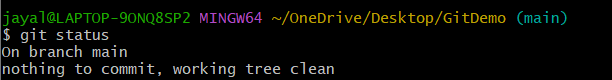 jayal@LAPTOP-9ONQ8SP2 MINGW64 ~/OneDrive/Desktop/GitDemo (main)
$ git status
On branch main
nothing to commit, working tree clean